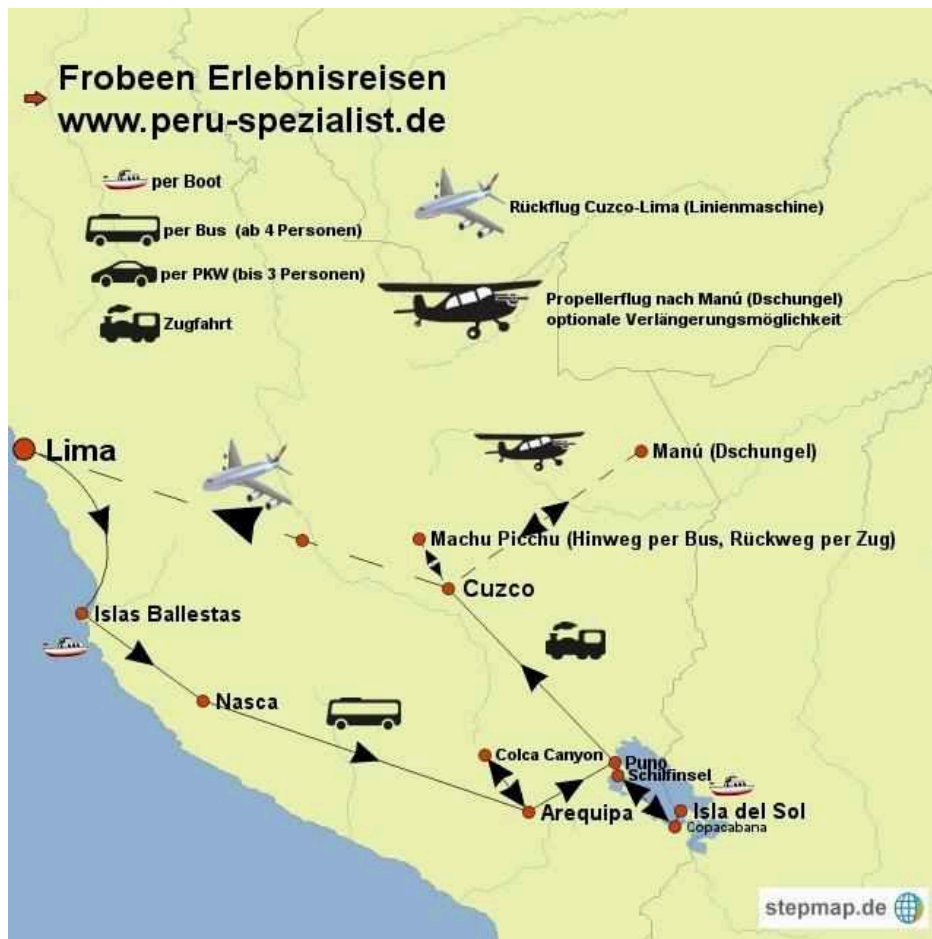 Frobeen Erlebnisreisen
www.peru-spezialist.de
per Boot
per Bus (ab 4 Personen)
per PKW (bis 3 Personen)
Zugfahrt
Rückflug Cuzco-Lima (Linienmaschine)
Propellerflug nach Manú (Dschungel)
optionale Verlängerungsmöglichkeit
Lima
Manú (Dschungel)
Machu Picchu (Hinweg per Bus, Rückweg per Zug)
Cuzco
Islas Ballestas
Nasca
Colca Canyon
Puno
Schilfinsel
Arequipa
Isla del Sol
Copacabana
stepmap.de